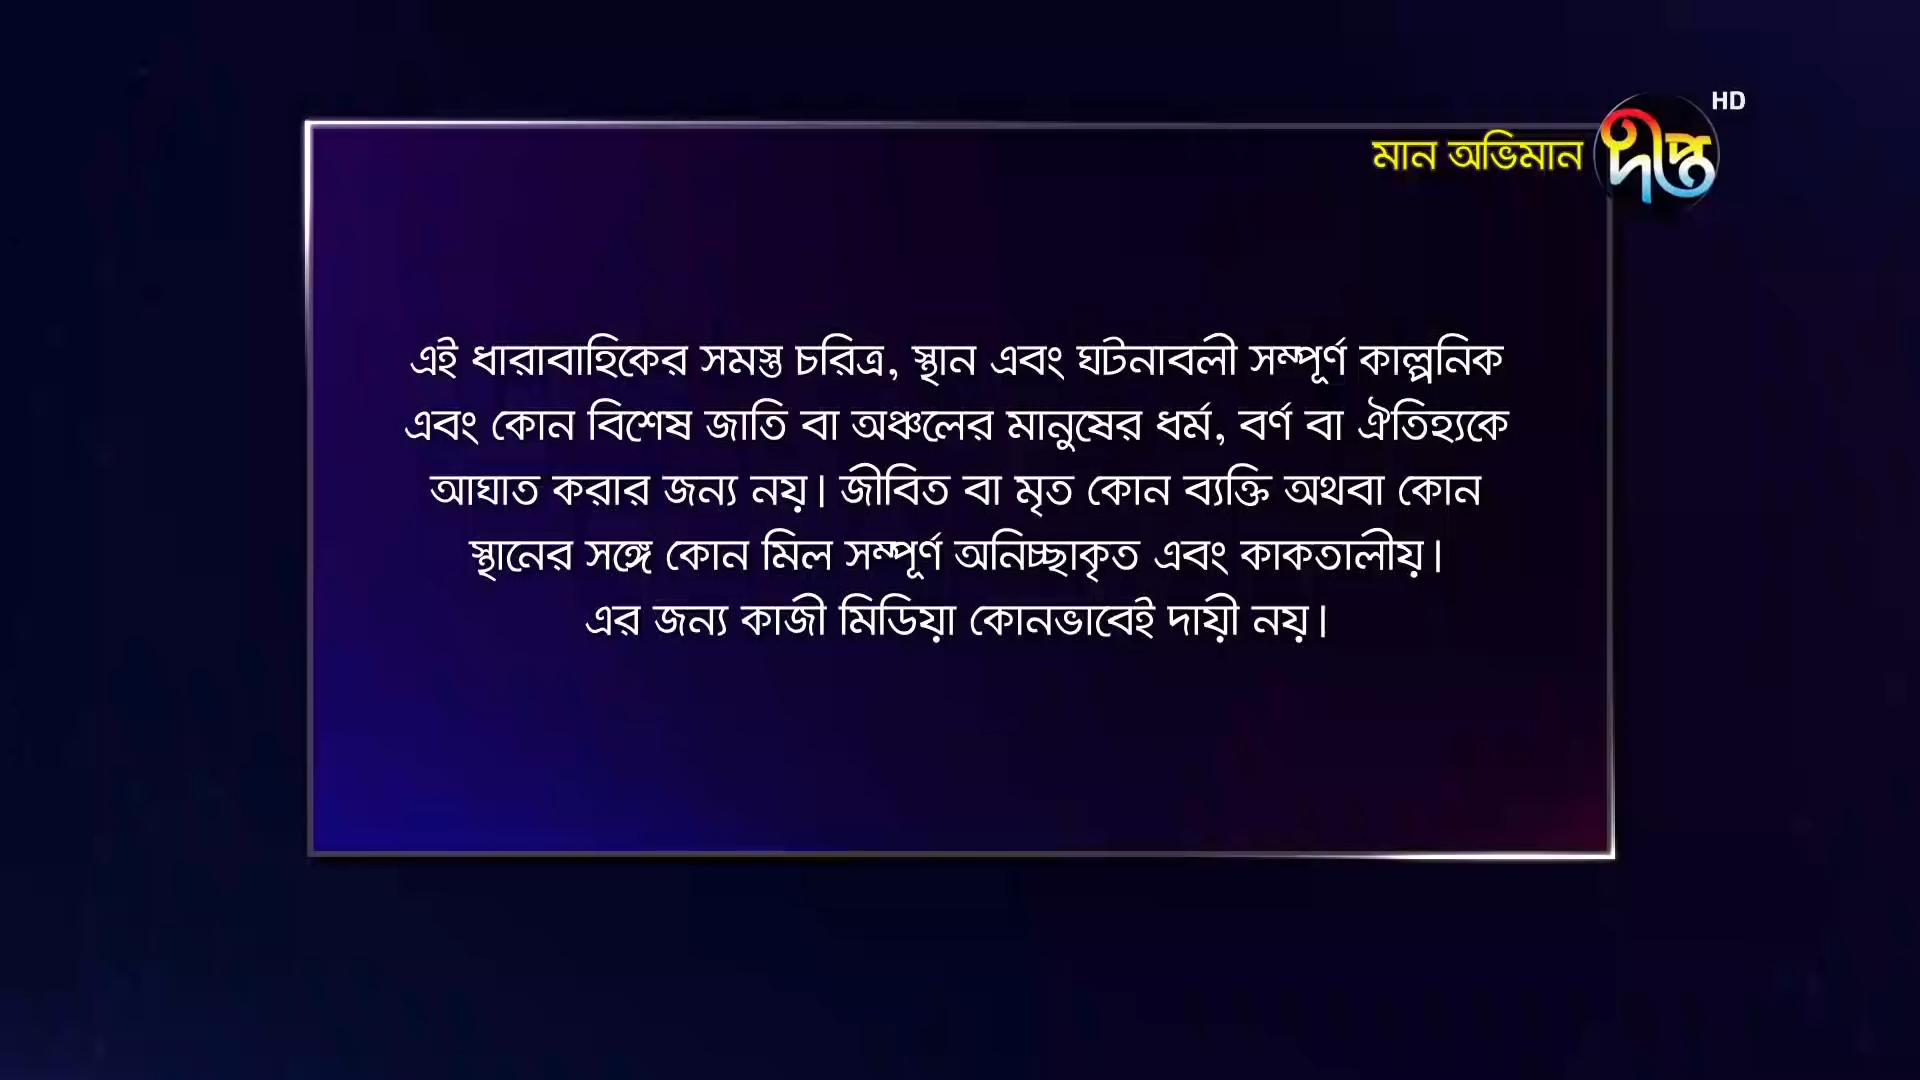 HD
মান অভিমান দীপ্ত
এই ধারাবাহিকের সমস্ত চরিত্র, স্থান এবং ঘটনাবলী সম্পূর্ণ কাল্পনিক
এবং কোন বিশেষ জাতি বা অঞ্চলের মানুষের ধর্ম, বর্ণ বা ঐতিহ্যকে
আঘাত করার জন্য নয়। জীবিত বা মৃত কোন ব্যক্তি অথবা কোন
স্থানের সঙ্গে কোন মিল সম্পূর্ণ অনিচ্ছাকৃত এবং কাকতালীয়।
এর জন্য কাজী মিডিয়া কোনভাবেই দায়ী নয়।